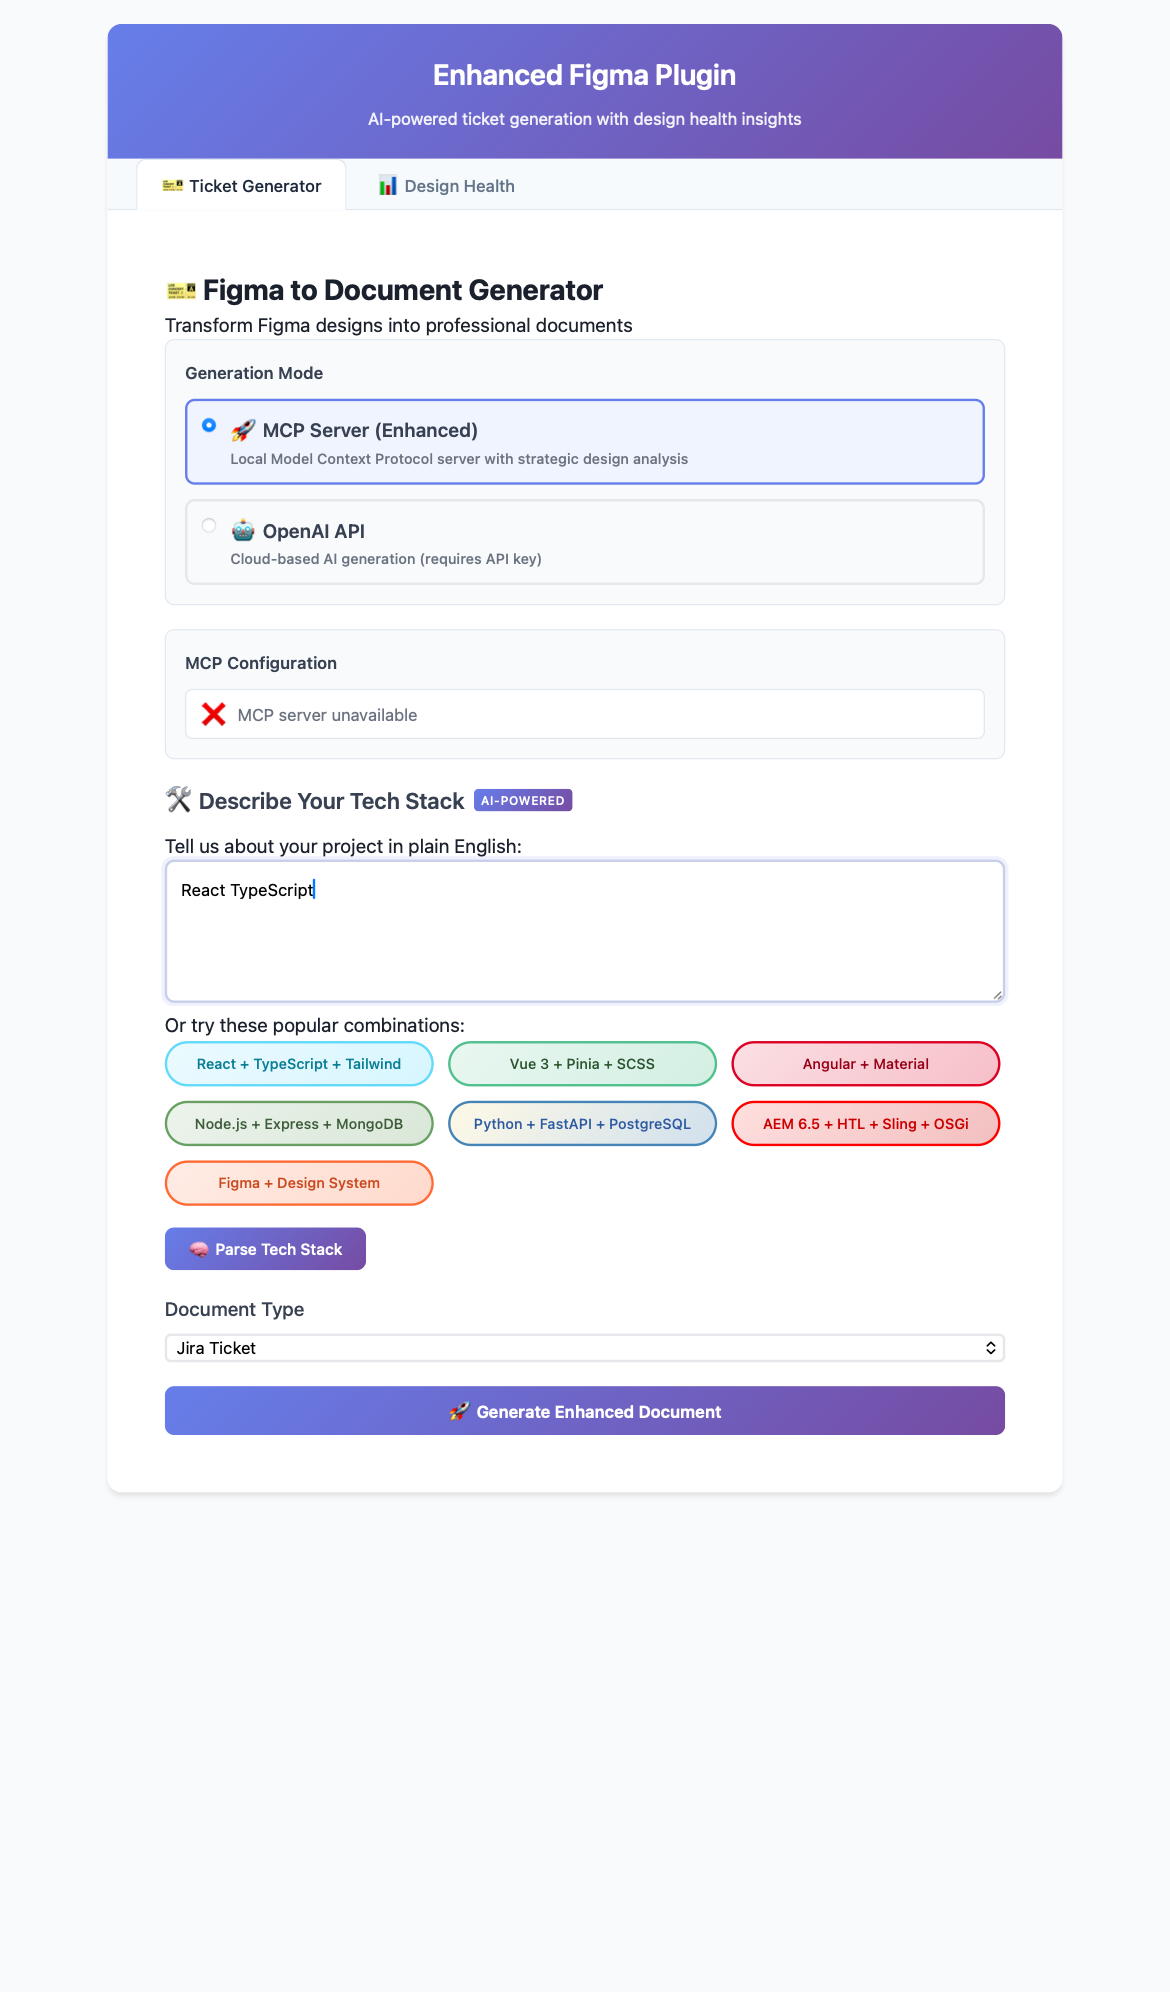 Enhanced Figma Plugin
AI-powered ticket generation with design health insights
Ticket Generator
Design Health
Figma to Document Generator
Transform Figma designs into professional documents
Generation Mode
MCP Server (Enhanced)
Local Model Context Protocol server with strategic design analysis
OpenAI API
Cloud-based AI generation (requires API key)
MCP Configuration
MCP server unavailable
Describe Your Tech Stack AI-POWERED
Tell us about your project in plain English:
React TypeScript
Or try these popular combinations:
React + TypeScript + Tailwind
Vue 3 + Pinia + SCSS
Angular + Material
Node.js + Express + MongoDB
Python + FastAPI + PostgreSQL
AEM 6.5 + HTL + Sling + OSGi
Figma + Design System
Parse Tech Stack
Document Type
Jira Ticket
Generate Enhanced Document